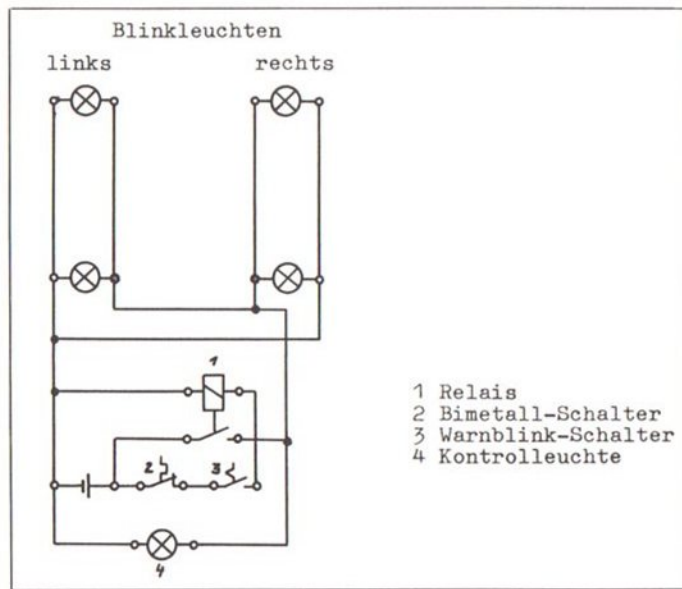 Blinkleuchten
links rechts
1
2 3
4
1 Relais
2 Bimetall-Schalter
3 Warnblink-Schalter
4 Kontrolleuchte